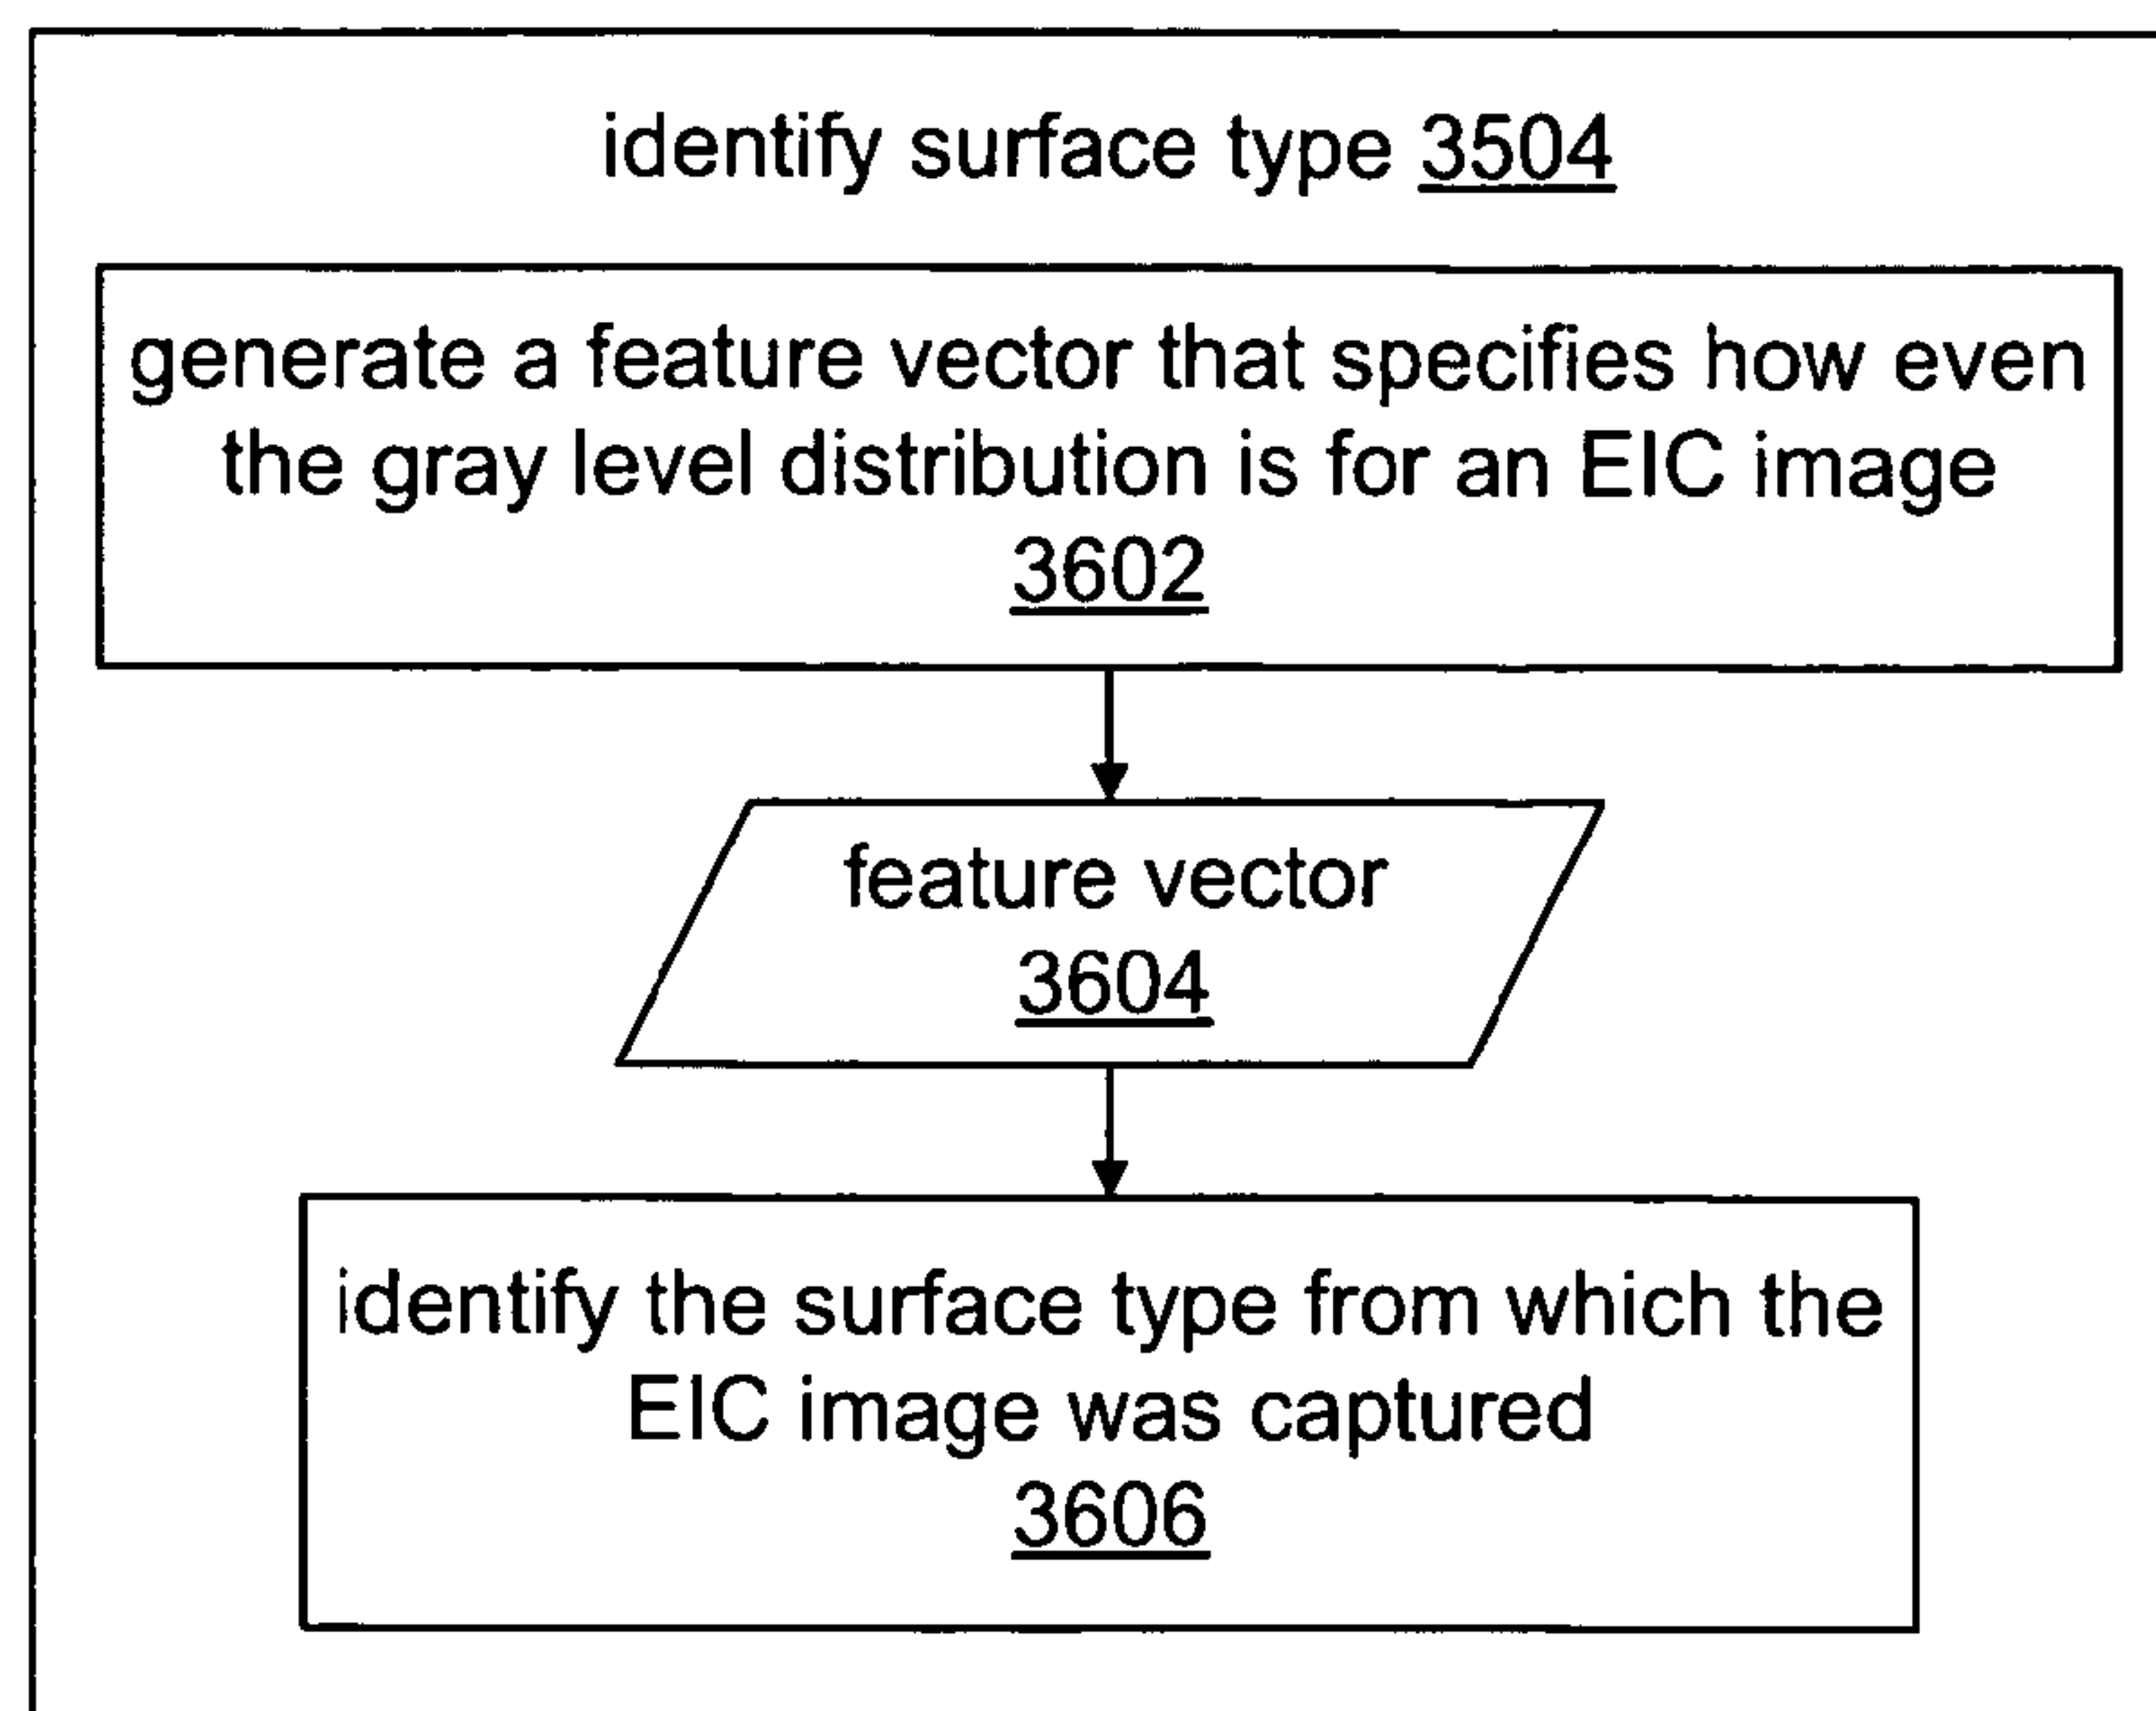 identify surface type 3504
generate a feature vector that specifies how even
the gray level distribution is for an EIC image
3602
feature vector
3604
identify the surface type from which the
EIC image was captured
3606